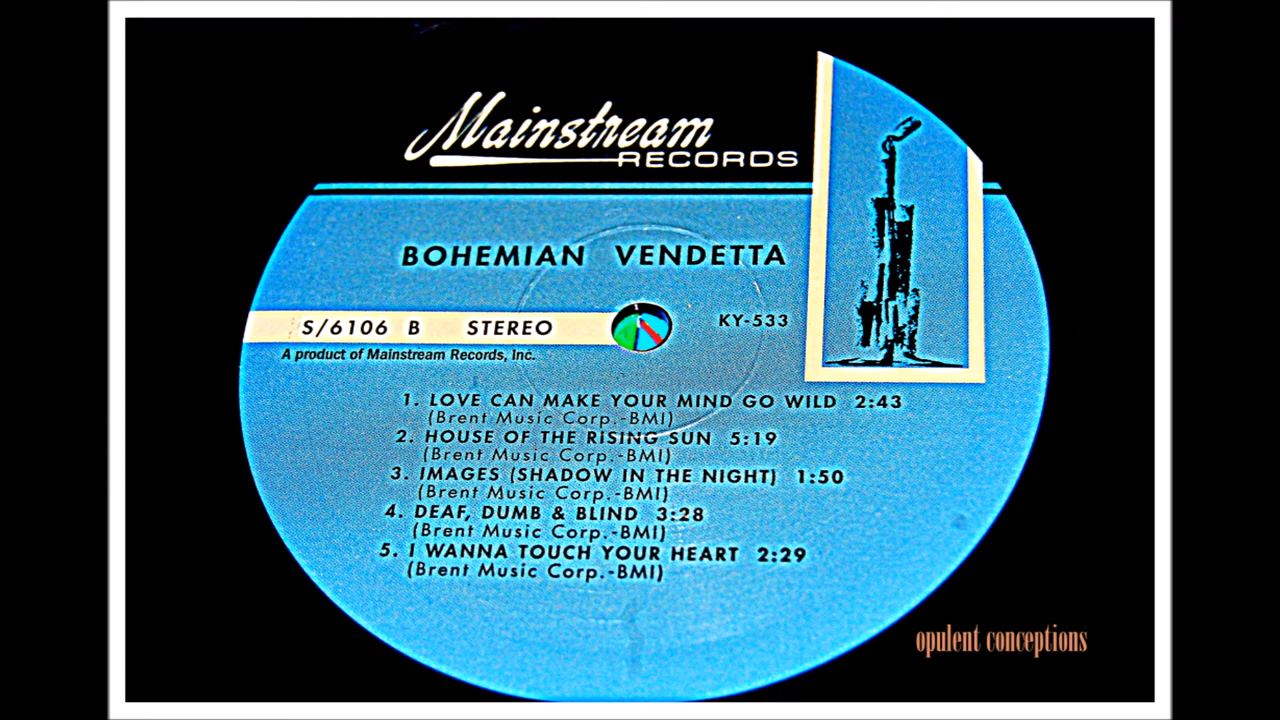 Mainstream
RECORDS
BOHEMIAN VENDETTA
S/6106 B STEREO
KY-533
A product of Mainstream Records, Inc.
1. LOVE CAN MAKE YOUR MIND GO WILD 2:43
(Brent Music Corp.-BMI)
2. HOUSE OF THE RISING SUN 5:19
(Brent Music Corp.-BMI)
3. IMAGES (SHADOW IN THE NIGHT) 1:50
(Brent Music Corp.-BMI)
4. DEAF, DUMB & BLIND 3:28
(Brent Music Corp.-BMI)
5. I WANNA TOUCH YOUR HEART 2:29
(Brent Music Corp.-BMI)
opulent conceptions